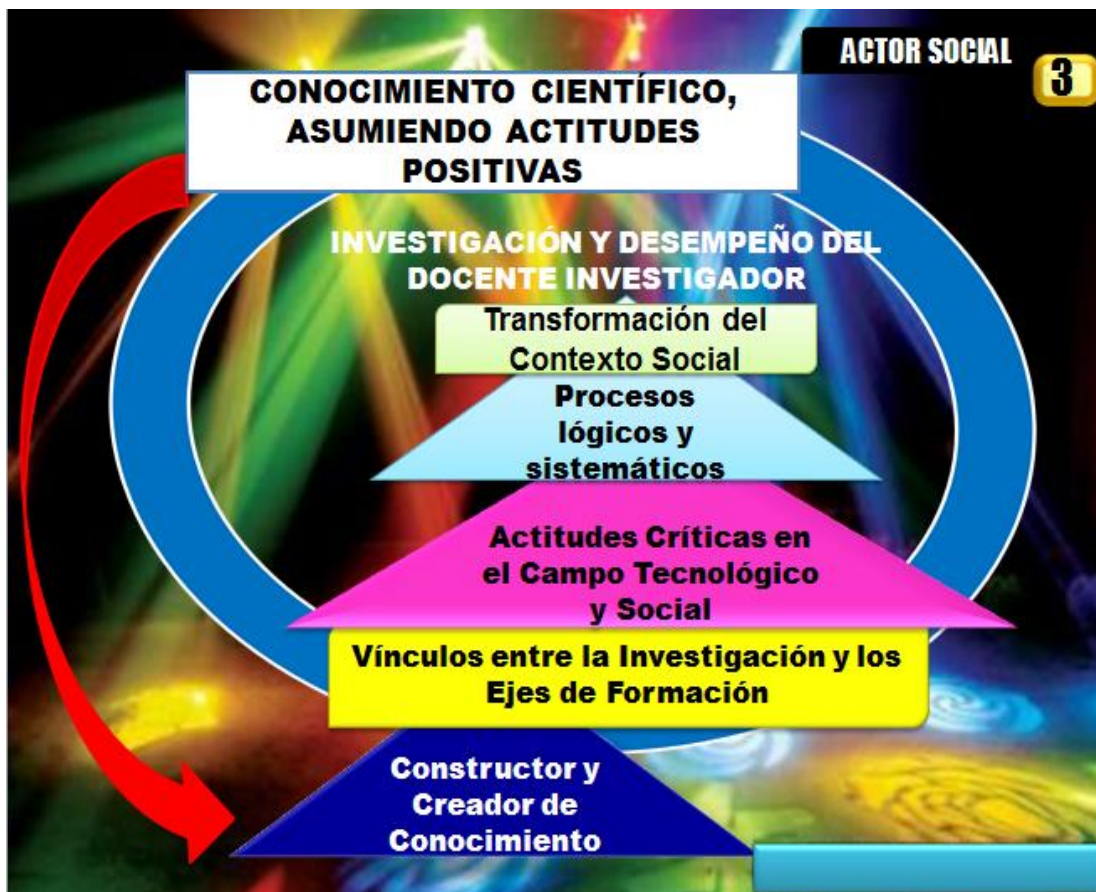 ACTOR SOCIAL
3
CONOCIMIENTO CIENTÍFICO,
ASUMIENDO ACTITUDES
POSITIVAS
INVESTIGACIÓN Y DESEMPEÑO DEL
DOCENTE INVESTIGADOR
Transformación del
Contexto Social
Procesos
lógicos y
sistemáticos
Actitudes Críticas en
el Campo Tecnológico
y Social
Vínculos entre la Investigación y los
Ejes de Formación
Constructor y
Creador de
Conocimiento